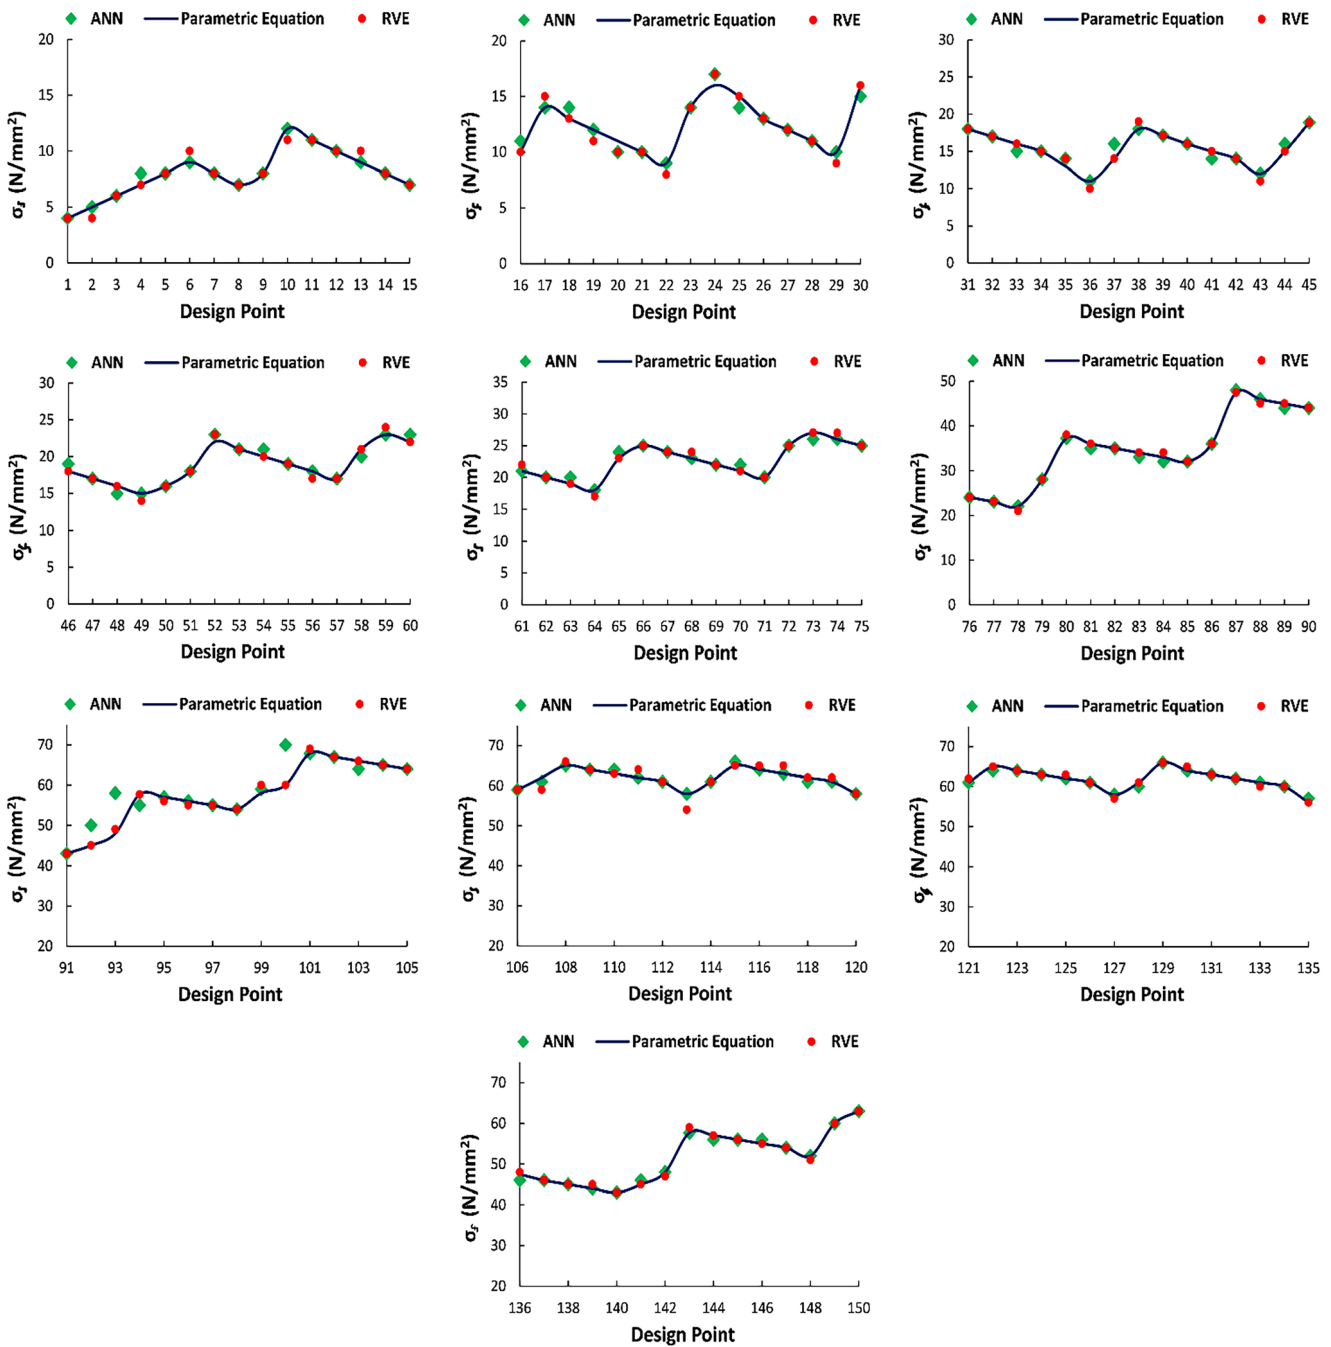 ANN Parametric Equation RVE
20
15
10
5
0
σs (N/mm²)
1 2 3 4 5 6 7 8 9 10 11 12 13 14 15
Design Point
ANN Parametric Equation RVE
20
15
10
5
0
(N/mm²)
16 17 18 19 20 21 22 23 24 25 26 27 28 29 30
Design Point
ANN Parametric Equation RVE
30
25
20
15
10
5
0
(N/mm²)
31 32 33 34 35 36 37 38 39 40 41 42 43 44 45
Design Point
ANN Parametric Equation RVE
30
25
20
15
10
5
0
(N/mm²)
46 47 48 49 50 51 52 53 54 55 56 57 58 59 60
Design Point
ANN Parametric Equation RVE
35
30
25
20
15
10
5
0
(N/mm²)
61 62 63 64 65 66 67 68 69 70 71 72 73 74 75
Design Point
ANN Parametric Equation RVE
50
40
30
20
10
0
(N/mm²)
76 77 78 79 80 81 82 83 84 85 86 87 88 89 90
Design Point
ANN Parametric Equation RVE
70
60
50
40
30
20
(N/mm²)
91 93 95 97 99 101 103 105
Design Point
ANN Parametric Equation RVE
70
60
50
40
30
20
(N/mm²)
106 108 110 112 114 116 118 120
Design Point
ANN Parametric Equation RVE
70
60
50
40
30
20
(N/mm²)
121 123 125 127 129 131 133 135
Design Point
ANN Parametric Equation RVE
70
60
50
40
30
20
(N/mm²)
136 138 140 142 144 146 148 150
Design Point